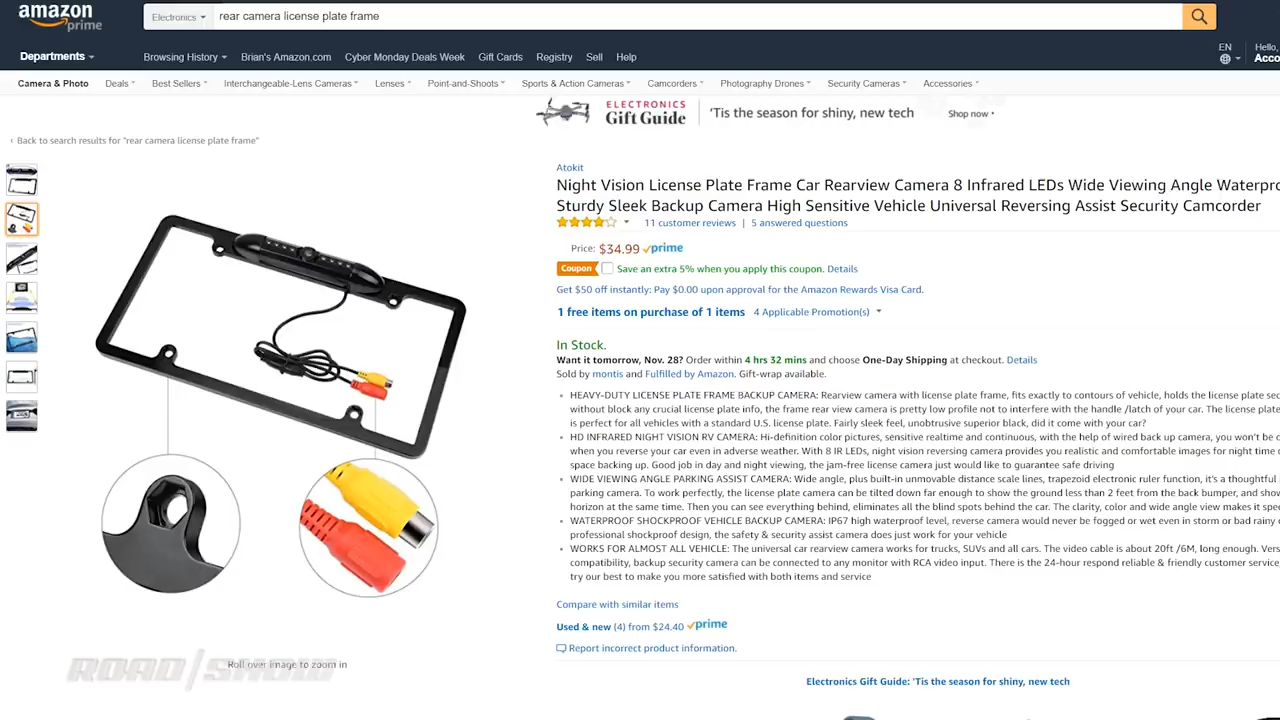 amazon
prime
Electronics
rear camera license plate frame
Departments
Browsing History
Brian's Amazon.com
Cyber Monday Deals Week
Gift Cards
Registry
Sell
Help
EN
Hello,
Acco
Camera & Photo
Deals
Best Sellers
Interchangeable-Lens Cameras
Lenses
Point-and-Shoots
Sports & Action Cameras
Camcorders
Photography Drones
Security Cameras
Accessories
ELECTRONICS
Gift Guide
'Tis the season for shiny, new tech
Shop now
‹ Back to search results for "rear camera license plate frame"
Atokit
Night Vision License Plate Frame Car Rearview Camera 8 Infrared LEDs Wide Viewing Angle Waterpro
Sturdy Sleek Backup Camera High Sensitive Vehicle Universal Reversing Assist Security Camcorder
11 customer reviews | 5 answered questions
Price: $34.99 prime
Coupon Save an extra 5% when you apply this coupon. Details
Get $50 off instantly: Pay $0.00 upon approval for the Amazon Rewards Visa Card.
1 free items on purchase of 1 items 4 Applicable Promotion(s)
In Stock.
Want it tomorrow, Nov. 28? Order within 4 hrs 32 mins and choose One-Day Shipping at checkout. Details
Sold by montis and Fulfilled by Amazon. Gift-wrap available.
HEAVY-DUTY LICENSE PLATE FRAME BACKUP CAMERA: Rearview camera with license plate frame, fits exactly to contours of vehicle, holds the license plate sec
without block any crucial license plate info, the frame rear view camera is pretty low profile not to interfere with the handle /latch of your car. The license plat
is perfect for all vehicles with a standard U.S. license plate. Fairly sleek feel, unobtrusive superior black, did it come with your car?
HD INFRARED NIGHT VISION RV CAMERA: Hi-definition color pictures, sensitive realtime and continuous, with the help of wired back up camera, you won't be c
when you reverse your car even in adverse weather. With 8 IR LEDs, night vision reversing camera provides you realistic and comfortable images for night time o
space backing up. Good job in day and night viewing, the jam-free license camera just would like to guarantee safe driving
WIDE VIEWING ANGLE PARKING ASSIST CAMERA: Wide angle, plus built-in unmovable distance scale lines, trapezoid electronic ruler function, it's a thoughtful
parking camera. To work perfectly, the license plate camera can be tilted down far enough to show the ground less than 2 feet from the back bumper, and show
horizon at the same time. Then you can see everything behind, eliminates all the blind spots behind the car. The clarity, color and wide angle view makes it spec
WATERPROOF SHOCKPROOF VEHICLE BACKUP CAMERA: IP67 high waterproof level, reverse camera would never be fogged or wet even in storm or bad rainy
professional shockproof design, the safety & security assist camera does just work for your vehicle
WORKS FOR ALMOST ALL VEHICLE: The universal car rearview camera works for trucks, SUVs and all cars. The video cable is about 20ft /6M, long enough. Vers
compatibility, backup security camera can be connected to any monitor with RCA video input. There is the 24-hour respond reliable & friendly customer service,
try our best to make you more satisfied with both items and service
Compare with similar items
Used & new (4) from $24.40 prime
Report incorrect product information.
ROAD/SHOW
Roll over image to zoom in
Electronics Gift Guide: 'Tis the season for shiny, new tech